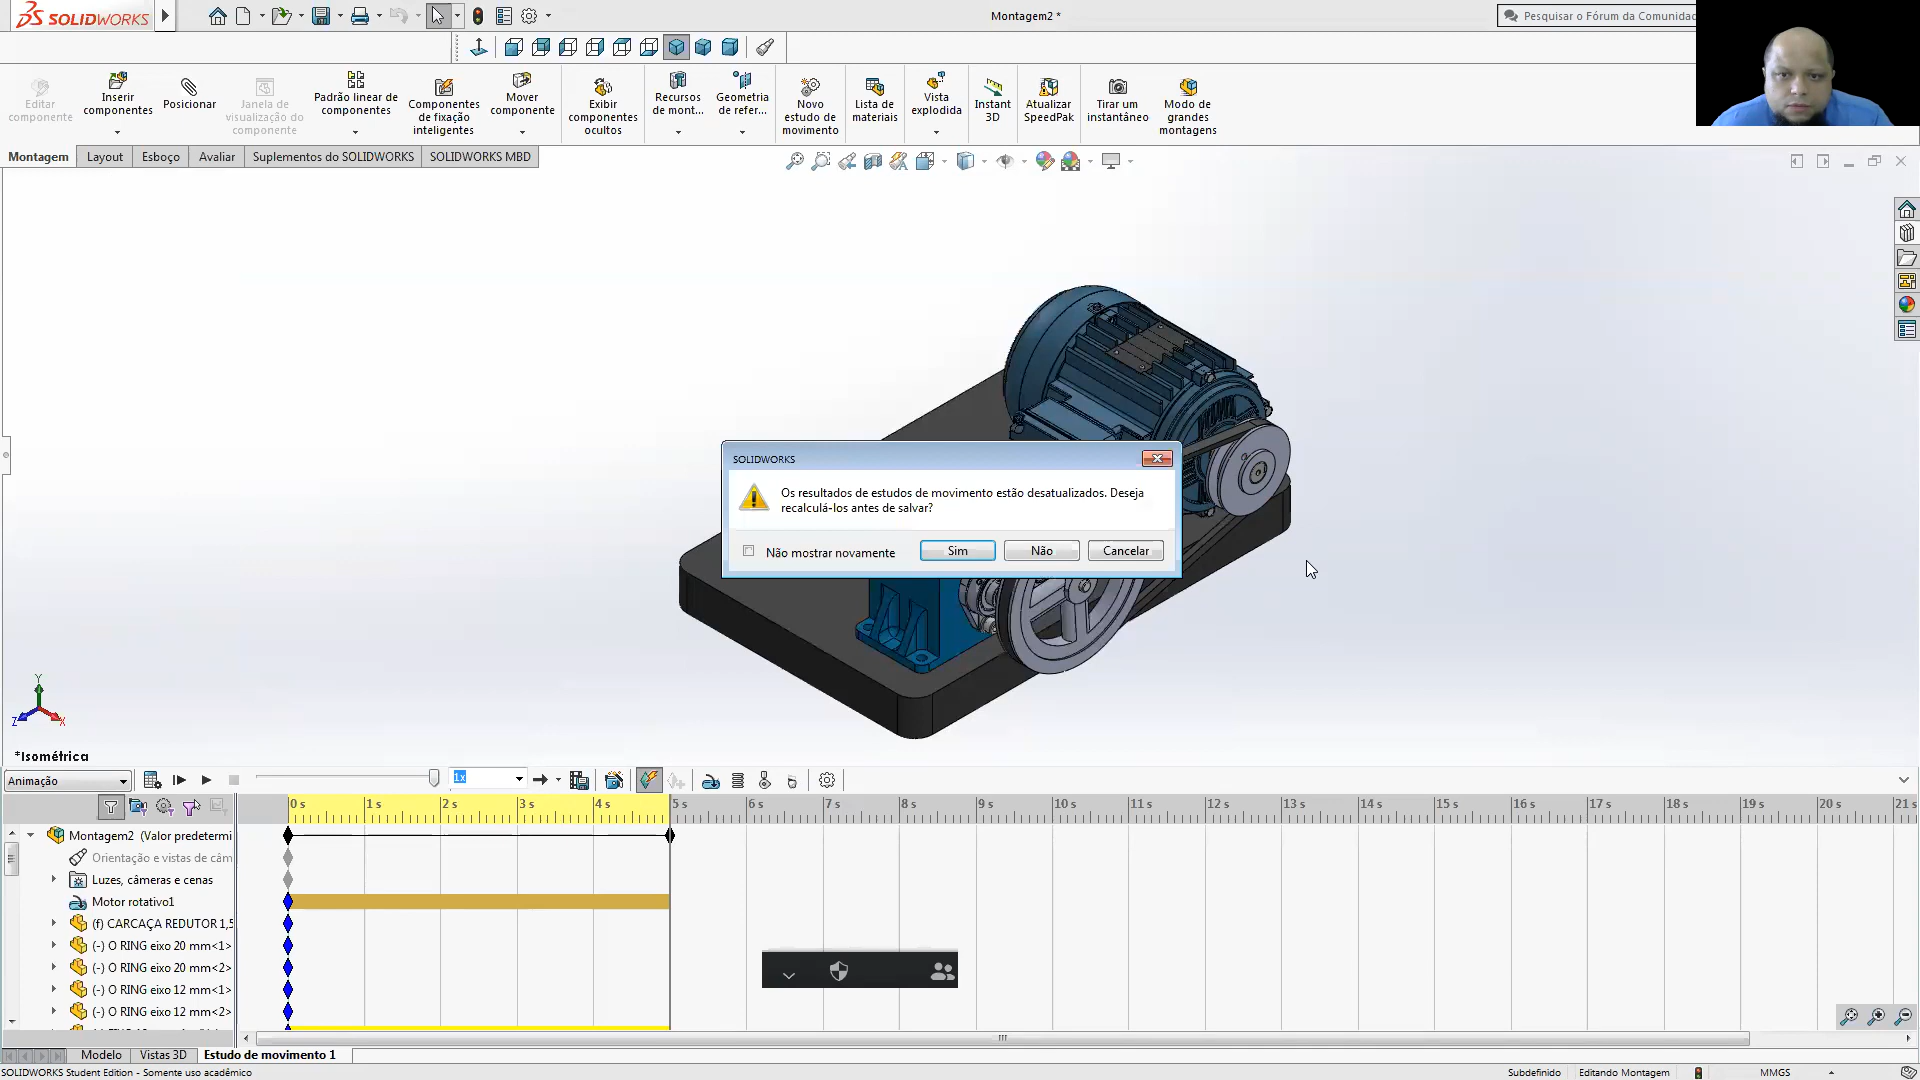 SOLIDWORKS
Montagem2 *
Pesquisar o Fórum da Comunidac
Editar
componente
Inserir
componentes
Posicionar
Janela de
visualização do
componente
Padrão linear de
componentes
Componentes
de fixação
inteligentes
Mover
componente
Exibir
componentes
ocultos
Recursos
de mont...
Geometria
de refer...
Novo
estudo de
movimento
Lista de
materiais
Vista
explodida
Instant
3D
Atualizar
SpeedPak
Tirar um
instantâneo
Modo de
grandes
montagens
Montagem
Layout
Esboço
Avaliar
Suplementos do SOLIDWORKS
SOLIDWORKS MBD
SOLIDWORKS
Os resultados de estudos de movimento estão desatualizados. Deseja
recalculá-los antes de salvar?
Não mostrar novamente
Sim
Não
Cancelar
Y
Z
X
*Isométrica
Animação
1x
0 s 1 s 2 s 3 s 4 s 5 s 6 s 7 s 8 s 9 s 10 s 11 s 12 s 13 s 14 s 15 s 16 s 17 s 18 s 19 s 20 s 21 s
Montagem2 (Valor predetermi
Orientação e vistas de câm
Luzes, câmeras e cenas
Motor rotativo1
(f) CARCAÇA REDUTOR 1,5
(-) O RING eixo 20 mm<1>
(-) O RING eixo 20 mm<2>
(-) O RING eixo 12 mm<1>
(-) O RING eixo 12 mm<2>
Modelo
Vistas 3D
Estudo de movimento 1
SOLIDWORKS Student Edition - Somente uso acadêmico
Subdefinido
Editando Montagem
MMGS